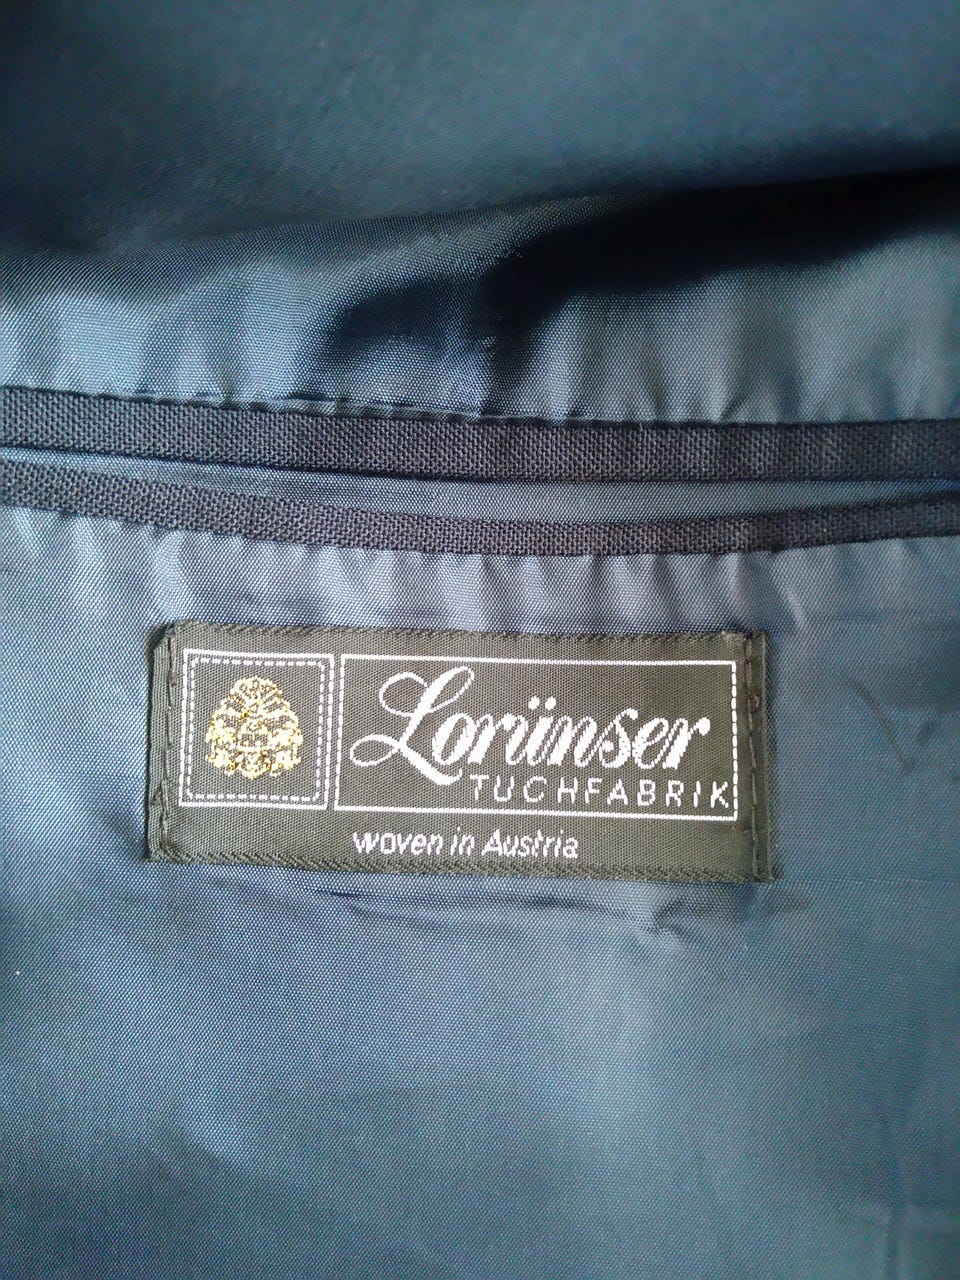 Lorünser
TUCHFABRIK
woven in Austria